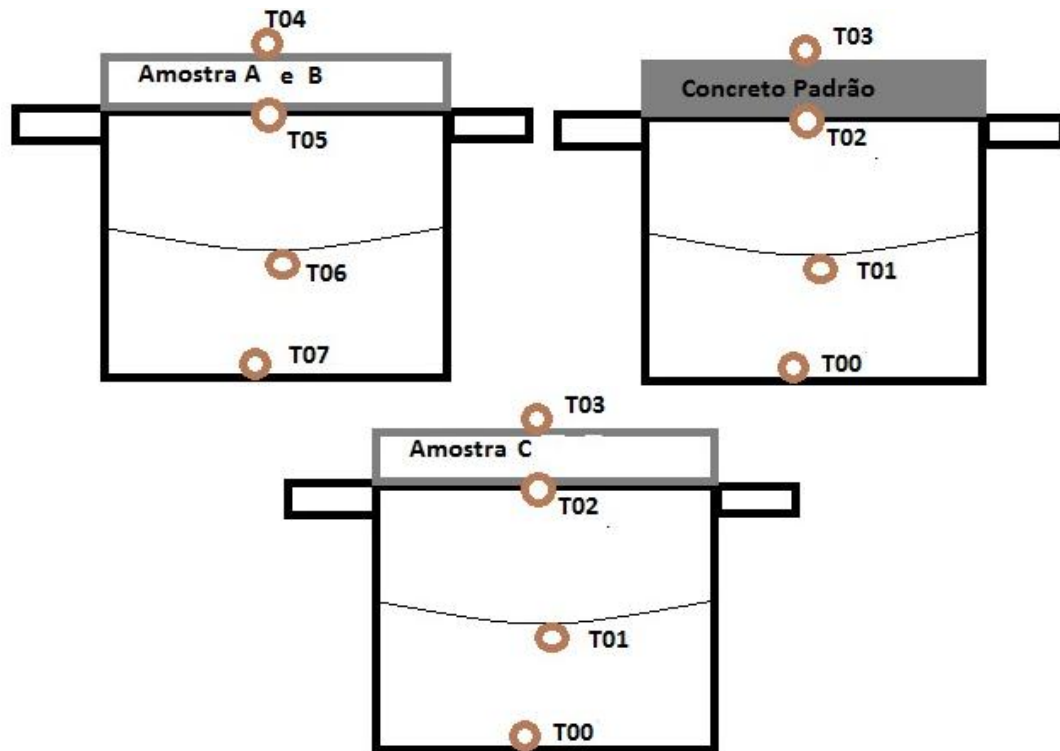 T04
Amostra A e B
T05
T06
T07
T03
Concreto Padrão
T02
T01
T00
T03
Amostra C
T02
T01
T00